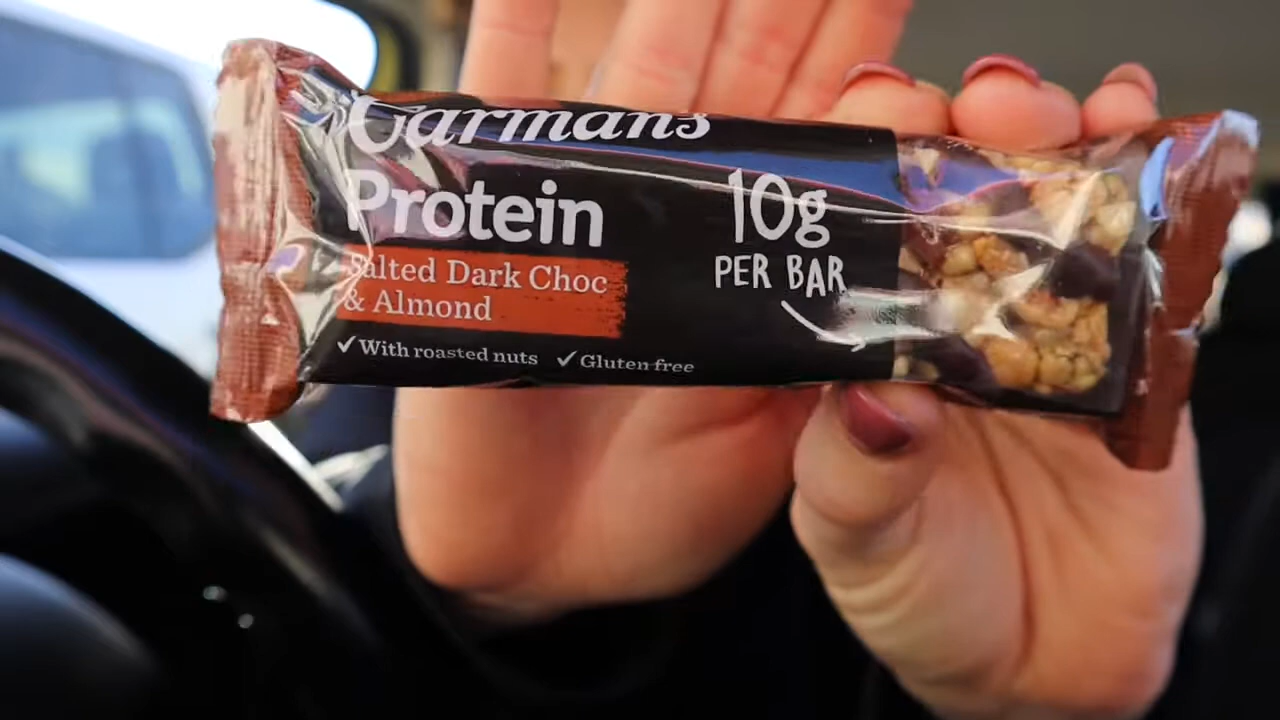 Carman's
Protein
Salted Dark Choc
& Almond
✓With roasted nuts ✓Gluten free
10g
PER BAR